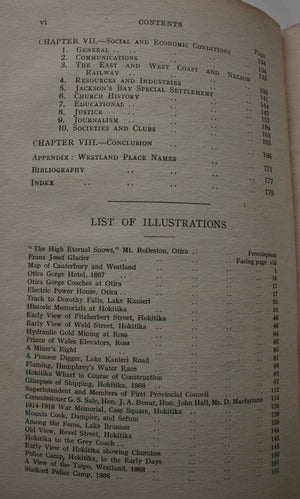 vi CONTENTS
CHAPTER VII.—Social and Economic Conditions Page
1. General
2. Communications 134
3. The East and West Coast and Nelson
Railway
4. Resources and Industries
5. Jackson's Bay Special Settlement
6. Church History
7. Educational
8. Justice
9. Journalism
10. Societies and Clubs 163
CHAPTER VIII.—Conclusion 166
Appendix: Westland Place Names 171
Bibliography 177
Index 179
LIST OF ILLUSTRATIONS
"The High Eternal Snows," Mt. Rolleston, Otira Frontispiece
Franz Josef Glacier Facing page viii
Map of Canterbury and Westland
Otira Gorge Hotel, 1867
Otira Gorge Coaches at Otira
Electric Power House, Otira
Track to Dorothy Falls, Lake Kanieri
Historic Memorials at Hokitika
Early View of Fitzherbert Street, Hokitika
Early View of Weld Street, Hokitika
Hydraulic Gold Mining at Ross
Prince of Wales Elevators, Ross
A Miner's Right
A Pioneer Digger, Lake Kanieri Road
Fluming, Humphrey's Water Race
Hokitika Wharf in Course of Construction
Glimpses of Shipping, Hokitika, 1866
Superintendent and Members of First Provincial Council
Commissioner G. S. Sale, Hon. J. A. Bonar, Hon. John Hall, Mr. D. Macfarlane
1914-1918 War Memorial, Cass Square, Hokitika
Mounts Cook, Dampier, and Sefton
Among the Ferns, Lake Brunner
Old View, Revel Street, Hokitika
Hokitika to the Grey Coach
Early View of Hokitika showing Churches
Police Camp, Hokitika, in the Early Days
A View of the Taipo, Westland, 1868
Stafford Police Camp, 1868